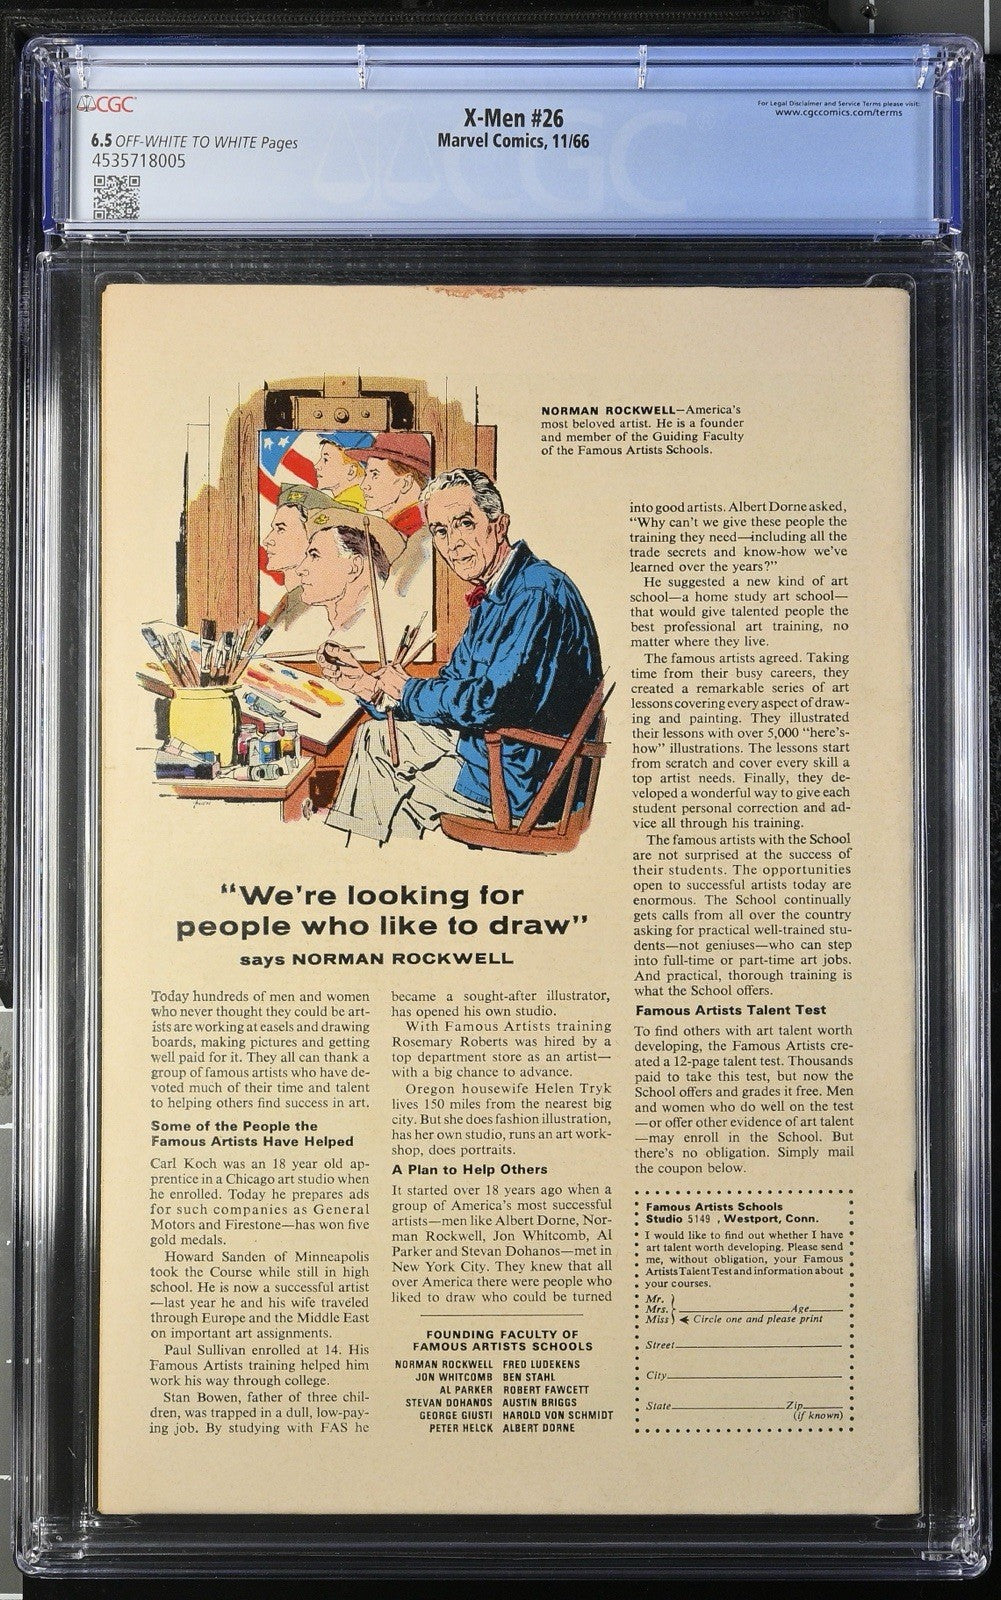 CGC
6.5 OFF-WHITE TO WHITE Pages
4535718005
X-Men #26
Marvel Comics, 11/66
For Legal Disclaimer and Service Terms please visit:
www.cgccomics.com/terms
CGC
NORMAN ROCKWELL—America's
most beloved artist. He is a founder
and member of the Guiding Faculty
of the Famous Artists Schools.
"We're looking for
people who like to draw"
says NORMAN ROCKWELL
Today hundreds of men and women
who never thought they could be art-
ists are working at easels and drawing
boards, making pictures and getting
well paid for it. They all can thank a
group of famous artists who have de-
voted much of their time and talent
to helping others find success in art.
Some of the People the
Famous Artists Have Helped
Carl Koch was an 18 year old ap-
prentice in a Chicago art studio when
he enrolled. Today he prepares ads
for such companies as General
Motors and Firestone—has won five
gold medals.
Howard Sanden of Minneapolis
took the Course while still in high
school. He is now a successful artist
—last year he and his wife traveled
through Europe and the Middle East
on important art assignments.
Paul Sullivan enrolled at 14. His
Famous Artists training helped him
work his way through college.
Stan Bowen, father of three chil-
dren, was trapped in a dull, low-pay-
ing job. By studying with FAS he
became a sought-after illustrator,
has opened his own studio.
With Famous Artists training
Rosemary Roberts was hired by a
top department store as an artist—
with a big chance to advance.
Oregon housewife Helen Tryk
lives 150 miles from the nearest big
city. But she does fashion illustration,
has her own studio, runs an art work-
shop, does portraits.
A Plan to Help Others
It started over 18 years ago when a
group of America's most successful
artists—men like Albert Dorne, Nor-
man Rockwell, Jon Whitcomb, Al
Parker and Stevan Dohanos—met in
New York City. They knew that all
over America there were people who
liked to draw who could be turned
FOUNDING FACULTY OF
FAMOUS ARTISTS SCHOOLS
NORMAN ROCKWELL FRED LUDEKENS
JON WHITCOMB BEN STAHL
AL PARKER ROBERT FAWCETT
STEVAN DOHANOS AUSTIN BRIGGS
GEORGE GIUSTI HAROLD VON SCHMIDT
PETER HELCK ALBERT DORNE
into good artists. Albert Dorne asked,
"Why can't we give these people the
training they need—including all the
trade secrets and know-how we've
learned over the years?"
He suggested a new kind of art
school—a home study art school—
that would give talented people the
best professional art training, no
matter where they live.
The famous artists agreed. Taking
time from their busy careers, they
created a remarkable series of art
lessons covering every aspect of draw-
ing and painting. They illustrated
their lessons with over 5,000 "here's-
how" illustrations. The lessons start
from scratch and cover every skill a
top artist needs. Finally, they de-
veloped a wonderful way to give each
student personal correction and ad-
vice all through his training.
The famous artists with the School
are not surprised at the success of
their students. The opportunities
open to successful artists today are
enormous. The School continually
gets calls from all over the country
asking for practical well-trained stu-
dents—not geniuses—who can step
into full-time or part-time art jobs.
And practical, thorough training is
what the School offers.
Famous Artists Talent Test
To find others with art talent worth
developing, the Famous Artists cre-
ated a 12-page talent test. Thousands
paid to take this test, but now the
School offers and grades it free. Men
and women who do well on the test
—or offer other evidence of art talent
—may enroll in the School. But
there's no obligation. Simply mail
the coupon below.
Famous Artists Schools
Studio 5149 , Westport, Conn.
I would like to find out whether I have
art talent worth developing. Please send
me, without obligation, your Famous
Artists Talent Test and information about
your courses.
Mr.
Mrs. Age
Miss Circle one and please print
Street
City
State Zip
(if known)